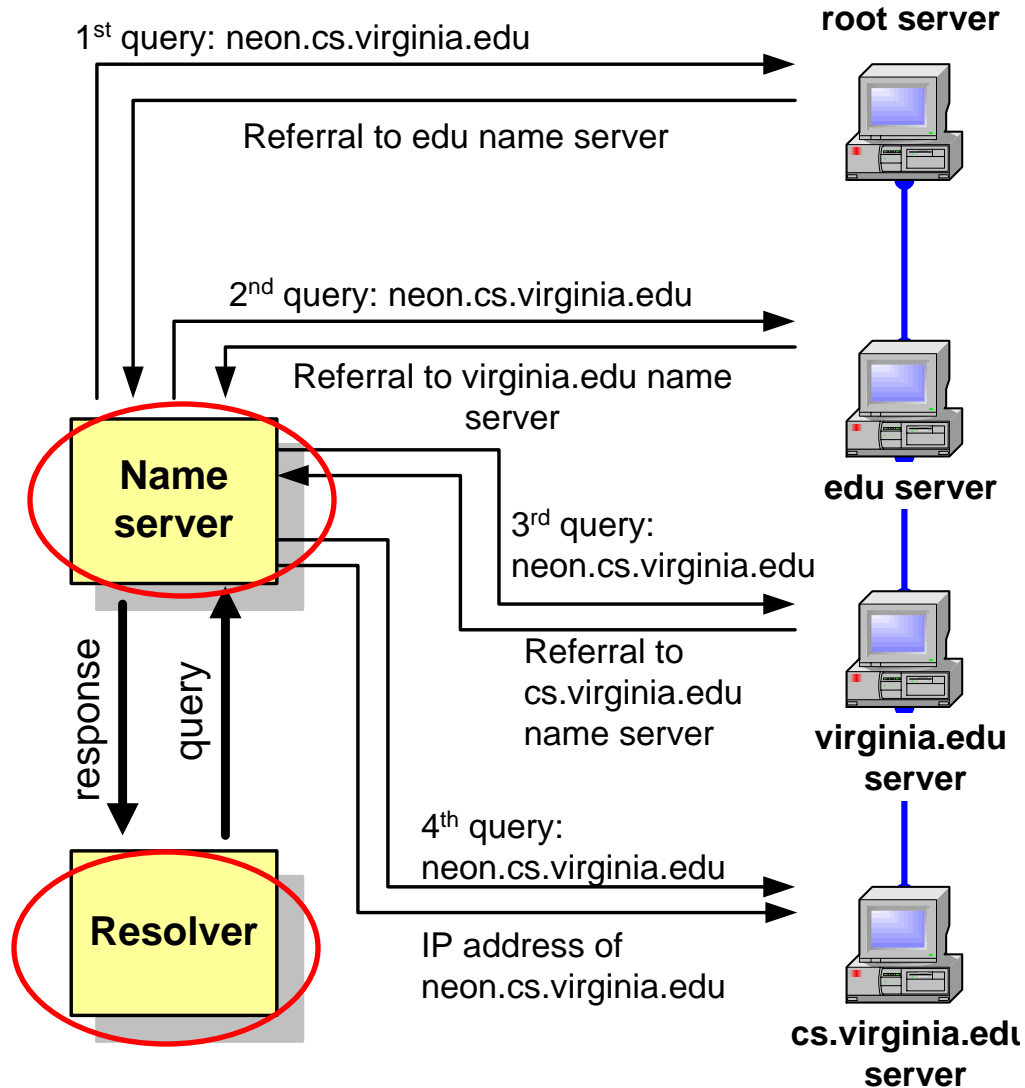 root server
1st query: neon.cs.virginia.edu
Referral to edu name server
2nd query: neon.cs.virginia.edu
Referral to virginia.edu name
server
edu server
Name
server
3rd query:
neon.cs.virginia.edu
Referral to
cs.virginia.edu
name server
virginia.edu
server
response
query
4th query:
neon.cs.virginia.edu
Resolver
IP address of
neon.cs.virginia.edu
cs.virginia.edu
server